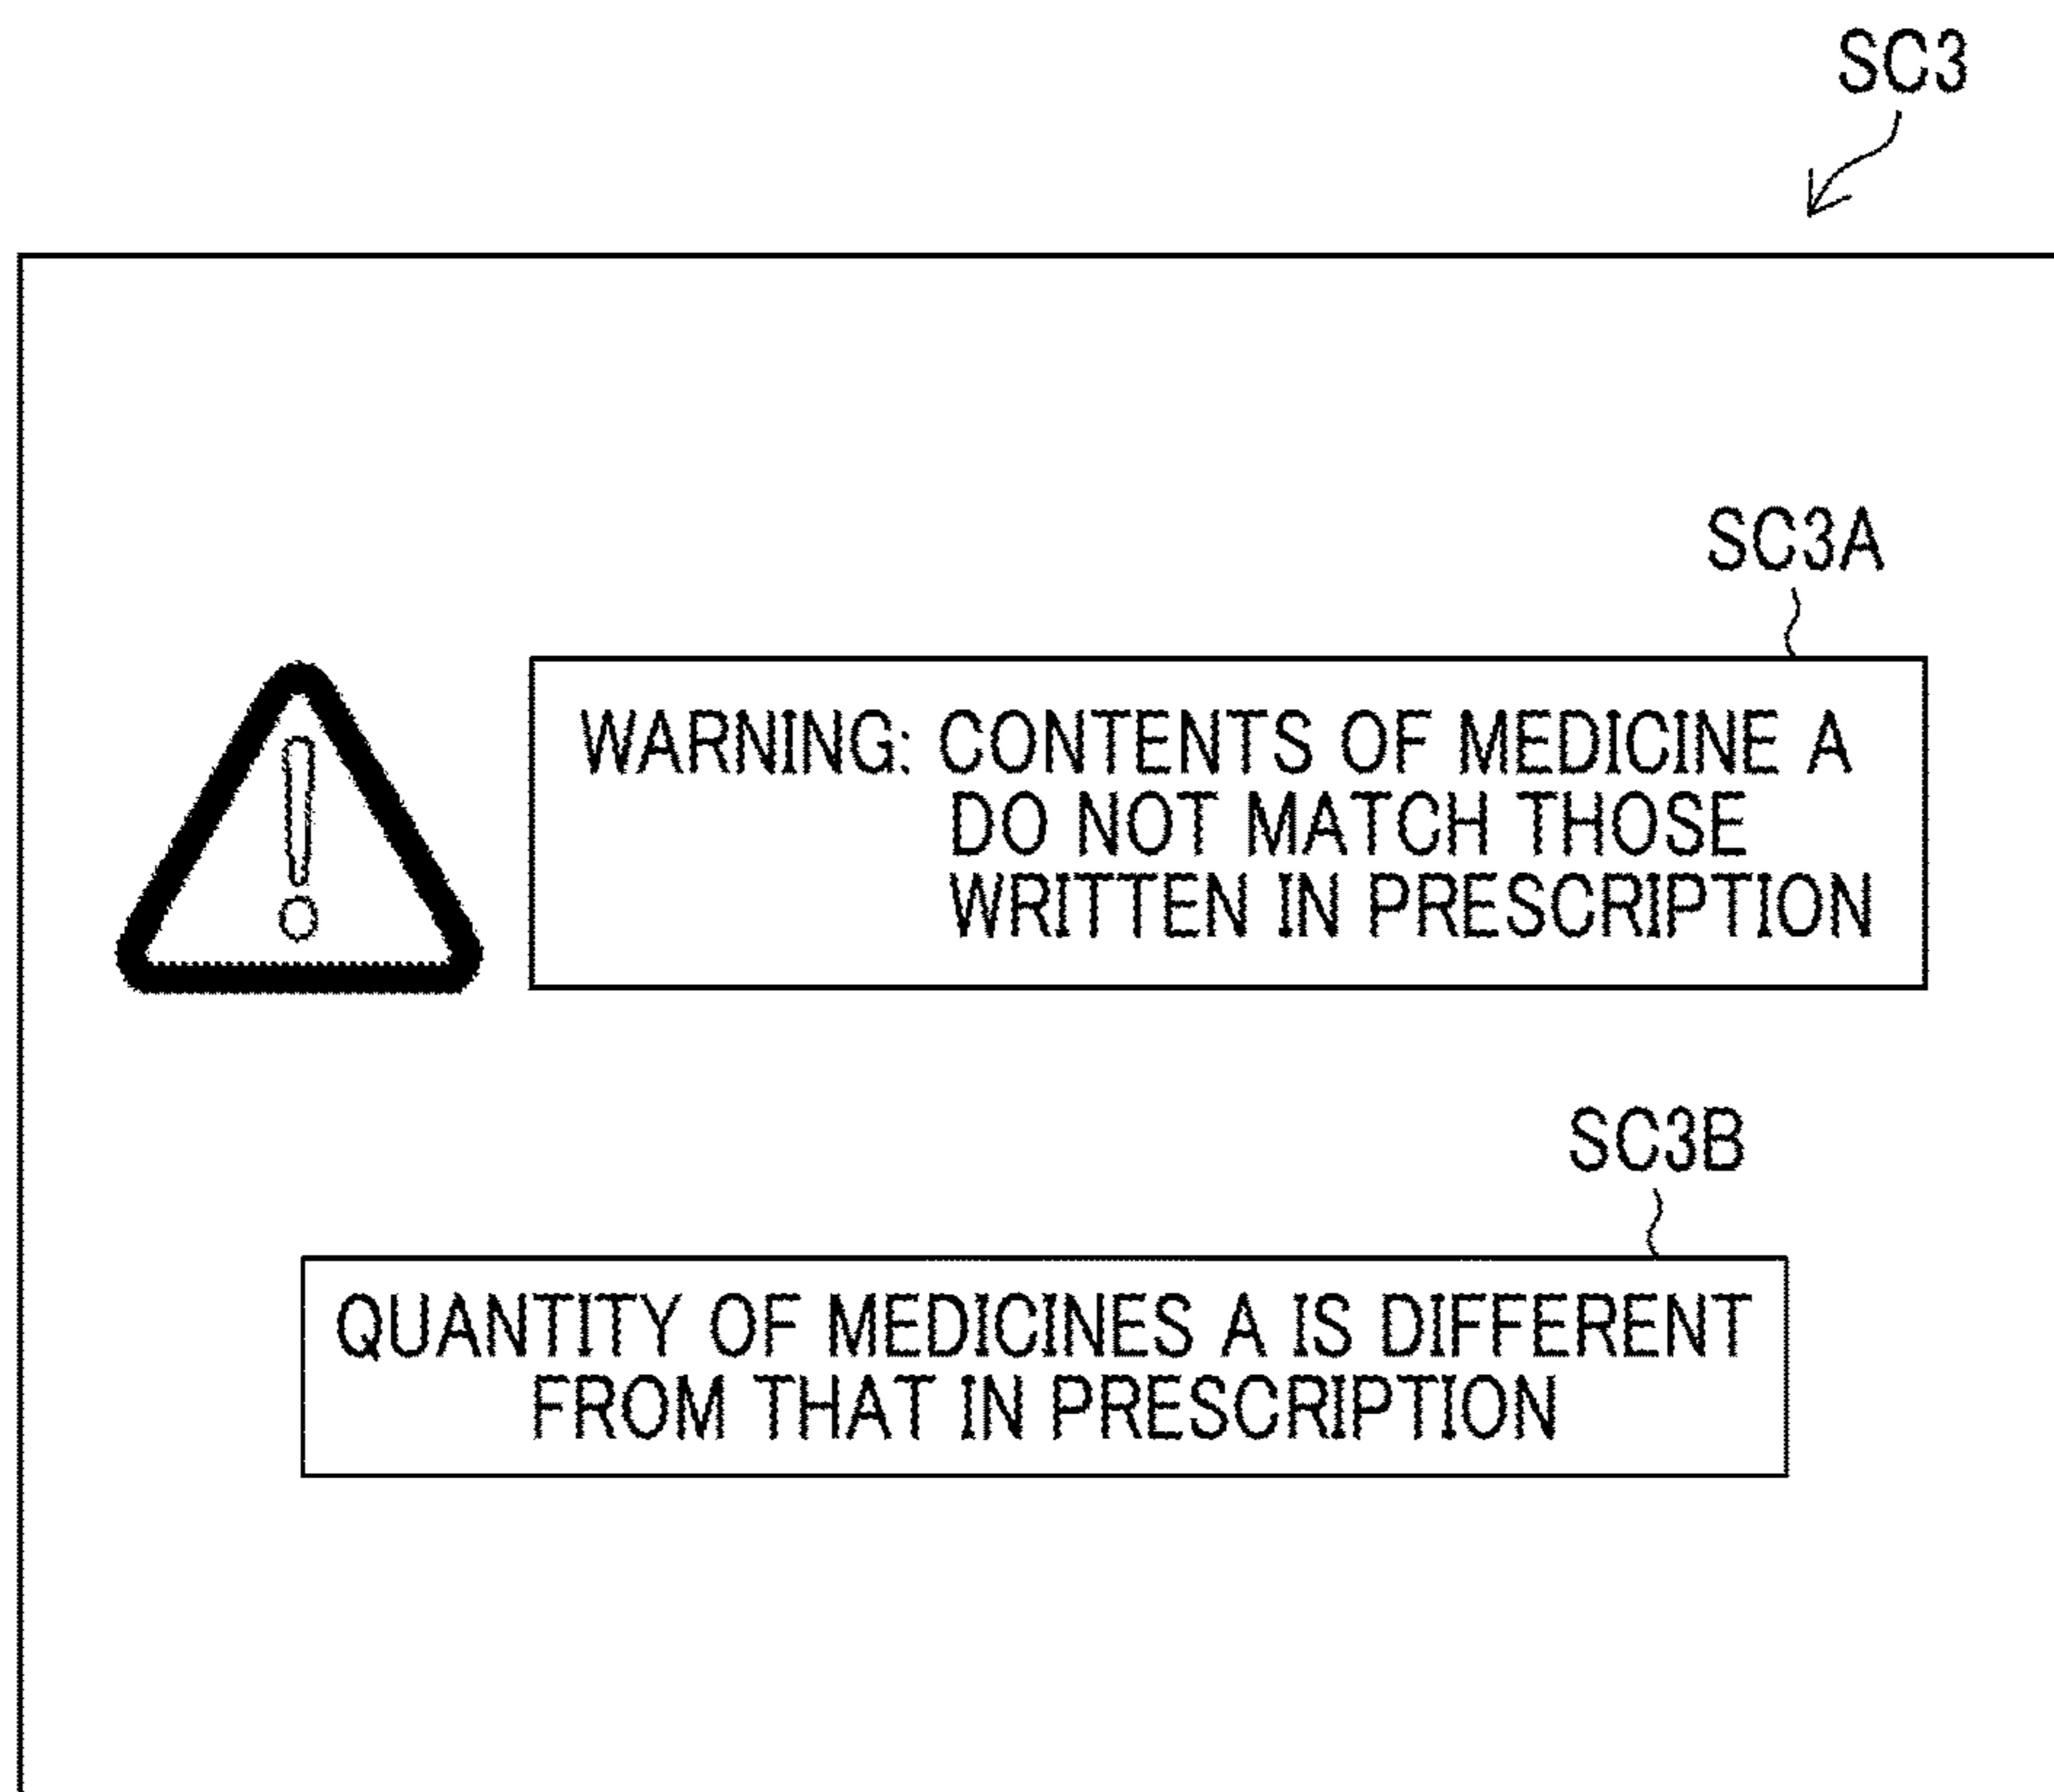 SC3
SC3A
WARNING: CONTENTS OF MEDICINE A
DO NOT MATCH THOSE
WRITTEN IN PRESCRIPTION
SC3B
QUANTITY OF MEDICINES A IS DIFFERENT
FROM THAT IN PRESCRIPTION